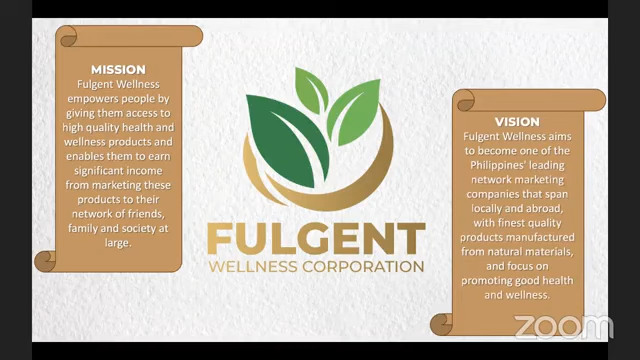 MISSION
Fulgent Wellness
empowers people by
giving them access to
high quality health and
wellness products and
enables them to earn
significant income
from marketing these
products to their
network of friends,
family and society at
large.
FULGENT
WELLNESS CORPORATION
VISION
Fulgent Wellness aims
to become one of the
Philippines' leading
network marketing
companies that span
locally and abroad,
with finest quality
products manufactured
from natural materials,
and focus on
promoting good health
and wellness.
zoom